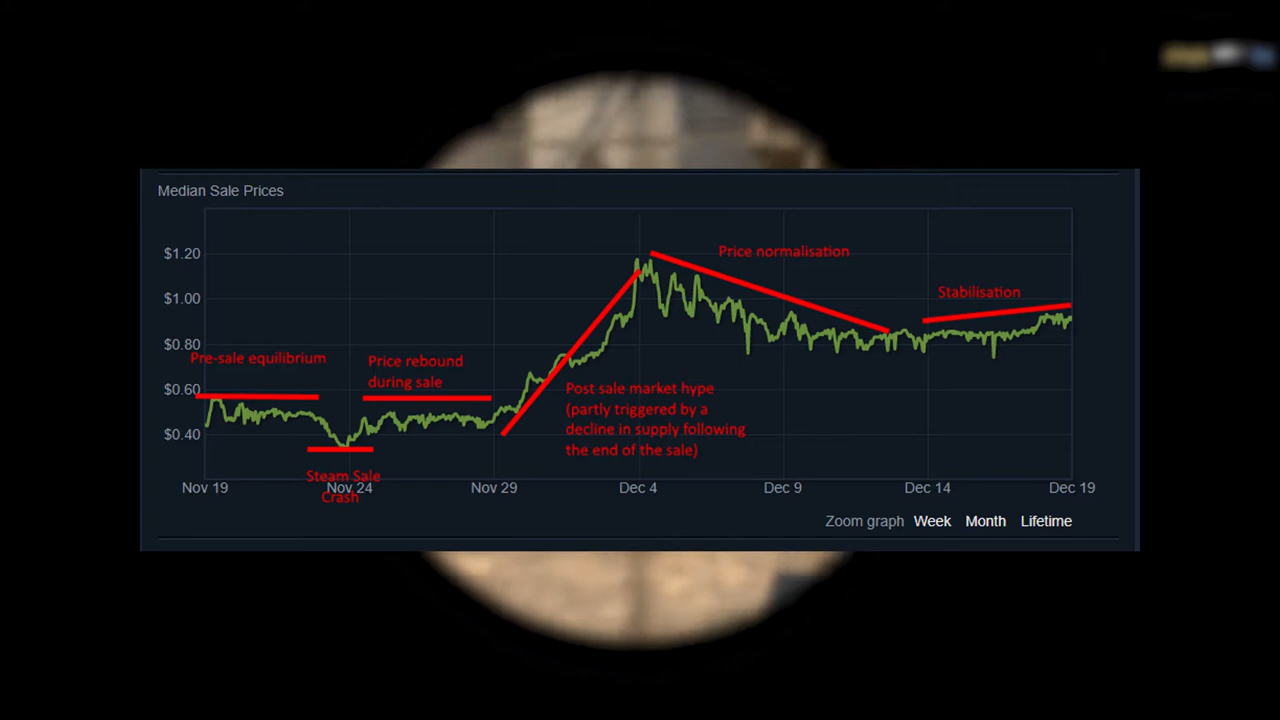 Median Sale Prices
$1.20
$1.00
$0.80
$0.60
$0.40
Price normalisation
Stabilisation
Pre-sale equilibrium
Price rebound
during sale
Post sale market hype
(partly triggered by a
decline in supply following
the end of the sale)
Steam Sale
Crash
Nov 19
Nov 24
Nov 29
Dec 4
Dec 9
Dec 14
Dec 19
Zoom graph
Week
Month
Lifetime